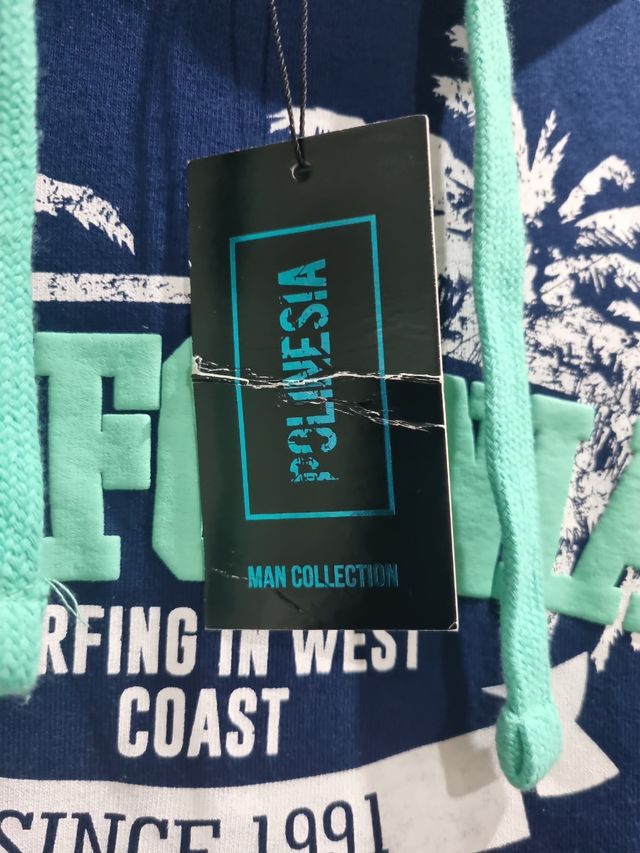 POLINESIA
MAN COLLECTION
RFING IN WEST
COAST
SINCE 1991